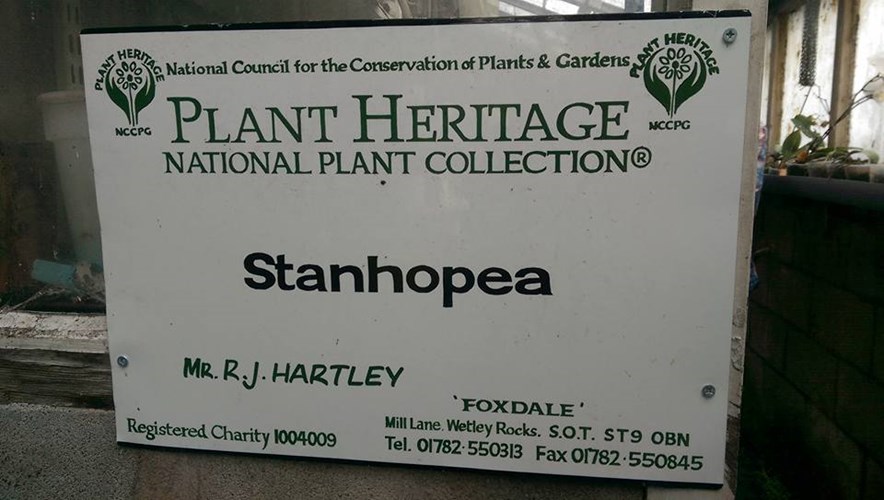 PLANT HERITAGE
NCCPG
National Council for the Conservation of Plants & Gardens
PLANT HERITAGE
NCCPG
PLANT HERITAGE
NATIONAL PLANT COLLECTION®
Stanhopea
MR. R.J. HARTLEY
'FOXDALE'
Mill Lane. Wetley Rocks. S.O.T. ST9 OBN
Registered Charity 1004009
Tel. 01782·550313 Fax 01782·550845